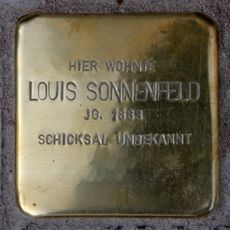 HIER WOHNTE
LOUIS SONNENFELD
JG. 1883
SCHICKSAL UNBEKANNT